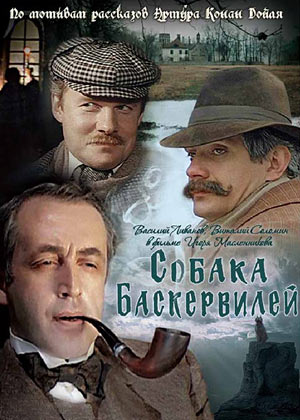 По мотивам рассказов Артура Конан Дойля
Василий Ливанов, Виталий Соломин
в фильме Игоря Масленникова
Собака
Баскервилей